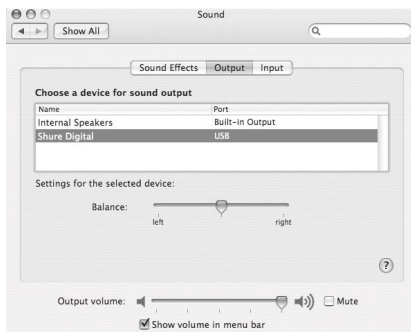 Sound
Show All
Sound Effects Output Input
Choose a device for sound output
Name Port
Internal Speakers Built-in Output
Shure Digital USB
Settings for the selected device:
Balance:
left right
?
Output volume: Mute
Show volume in menu bar